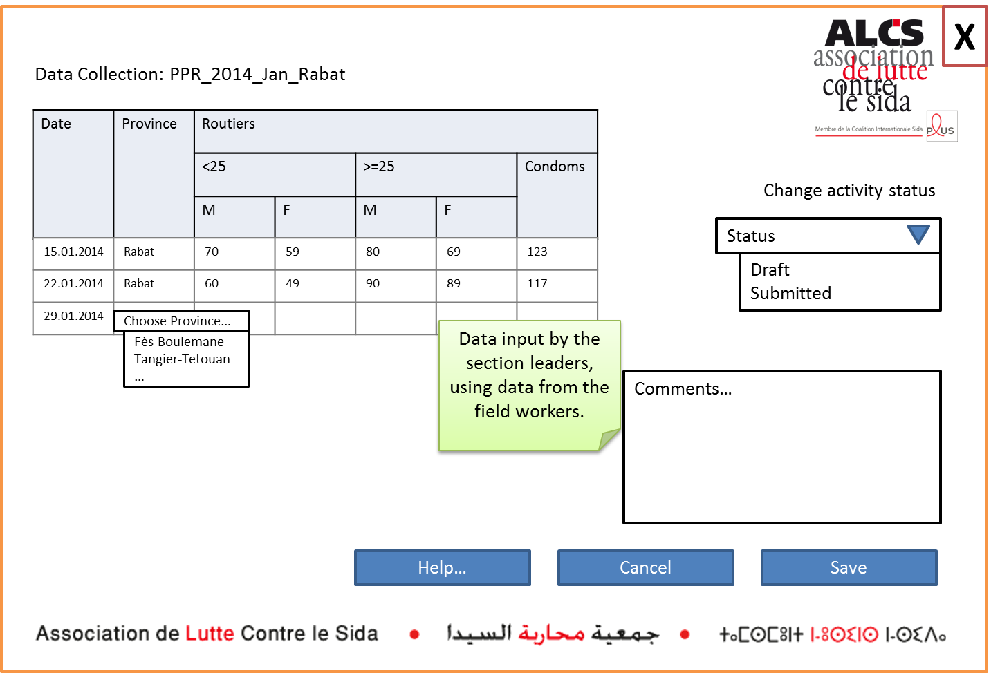 ALCS
association
de lutte
contre
le sida
Membre de la Coalition Internationale Sida PLUS
X
Data Collection: PPR_2014_Jan_Rabat
Date Province Routiers
<25 >=25 Condoms
M F M F
15.01.2014 Rabat 70 59 80 69 123
22.01.2014 Rabat 60 49 90 89 117
29.01.2014
Choose Province...
Fès-Boulemane
Tangier-Tetouan
...
Data input by the
section leaders,
using data from the
field workers.
Change activity status
Status
Draft
Submitted
Comments…
Help…
Cancel
Save
Association de Lutte Contre le Sida • جمعية محاربة السيدا • ⵜⴰⵎⵙⵎⵓⵏⵜ ⵏ-ⵓⵙⵉⵏⵙ ⵏ-ⵙⵉⴷⴰ